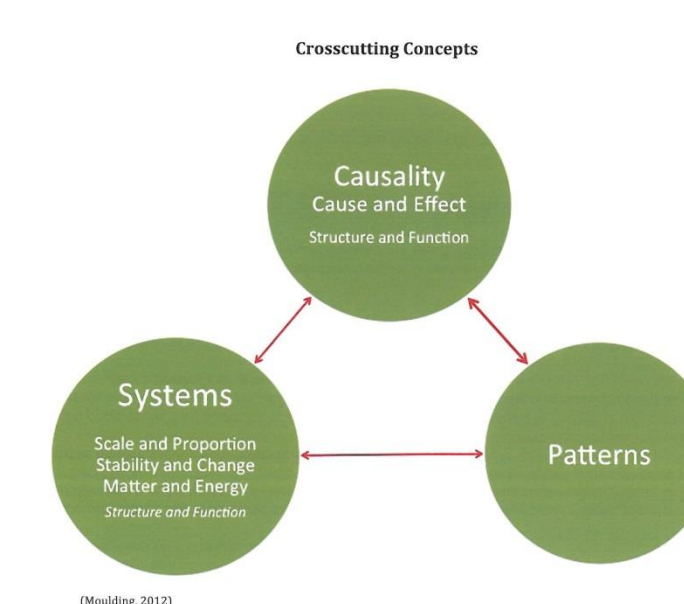 Crosscutting Concepts
Causality
Cause and Effect
Structure and Function
Systems
Scale and Proportion
Stability and Change
Matter and Energy
Structure and Function
Patterns
(Moulding, 2012)